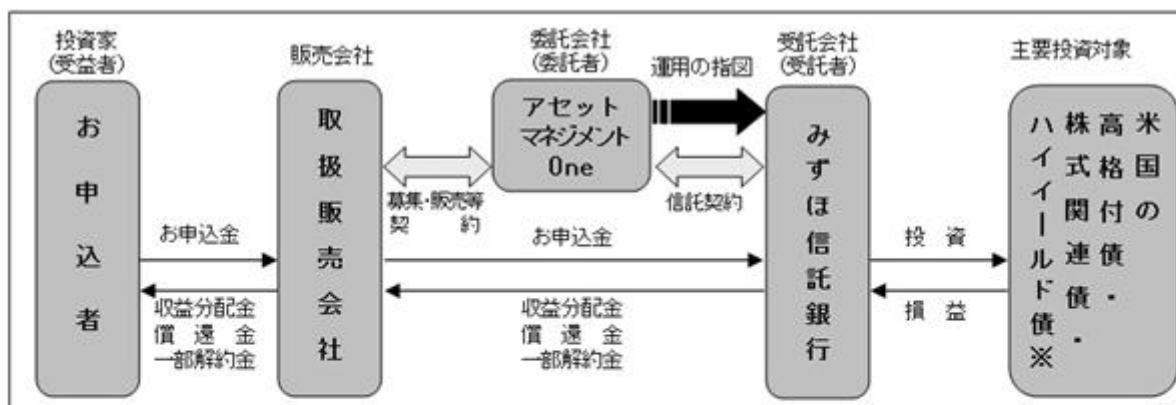 投資家
(受益者)
お申込者
販売会社
取扱販売会社
委託会社
(委託者)
アセット
マネジメント
One
運用の指図
受託会社
(受託者)
みずほ信託銀行
主要投資対象
米国の
高格付債・
株式関連債・
ハイイールド債※
募集・販売等
契　約
信託契約
お申込金
収益分配金
償還金
一部解約金
お申込金
収益分配金
償還金
一部解約金
投資
損益